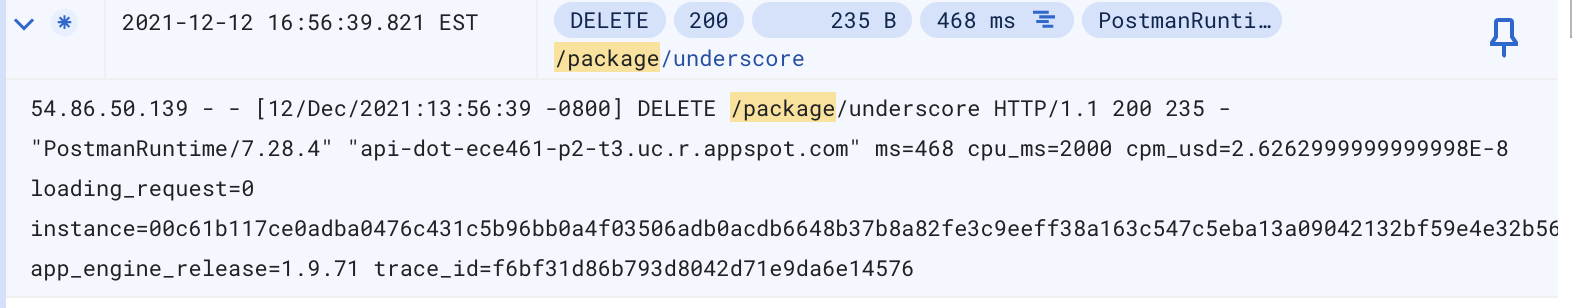 2021-12-12 16:56:39.821 EST
DELETE 200 235 B 468 ms PostmanRunti…
/package/underscore
54.86.50.139 - - [12/Dec/2021:13:56:39 -0800] DELETE /package/underscore HTTP/1.1 200 235 -
"PostmanRuntime/7.28.4" "api-dot-ece461-p2-t3.uc.r.appspot.com" ms=468 cpu_ms=2000 cpm_usd=2.6262999999999998E-8
loading_request=0
instance=00c61b117ce0adba0476c431c5b96bb0a4f03506adb0acdb6648b37b8a82fe3c9eeff38a163c547c5eba13a09042132bf59e4e32b56
app_engine_release=1.9.71 trace_id=f6bf31d86b793d8042d71e9da6e14576